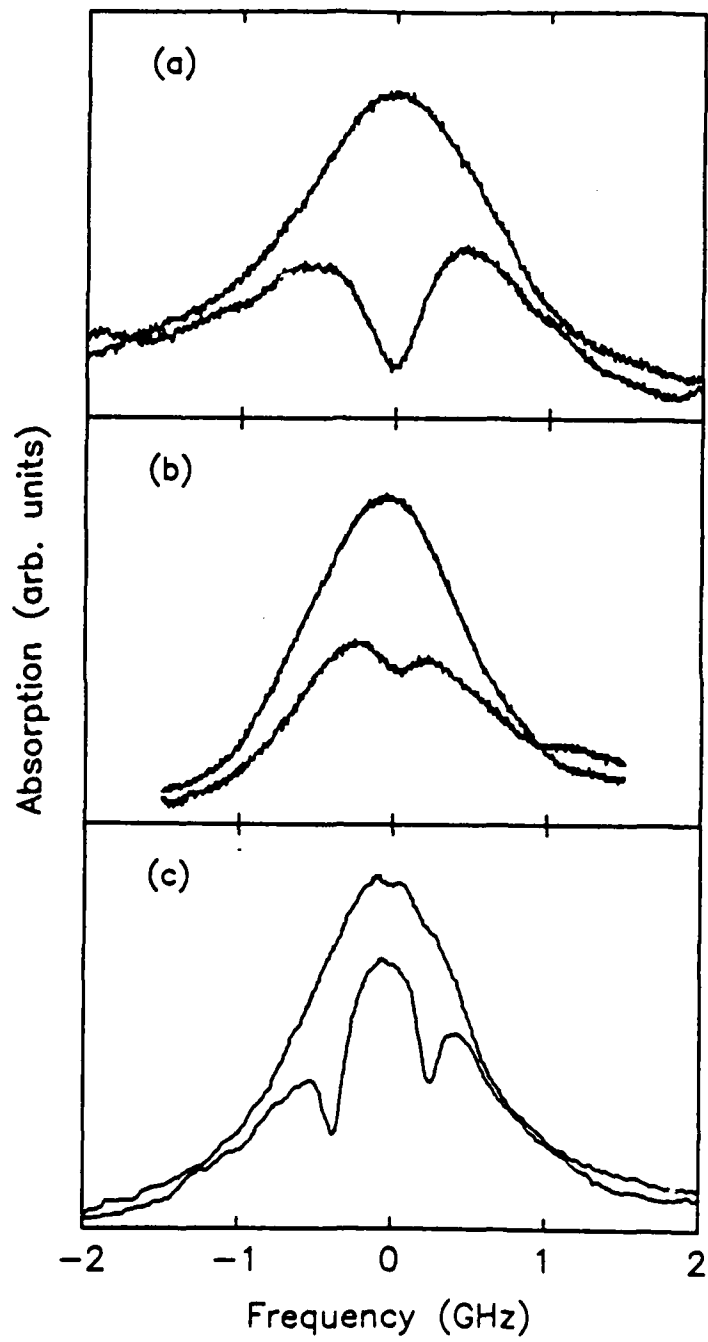 (a)
(b)
(c)
Absorption (arb. units)
−2 −1 0 1 2
Frequency (GHz)